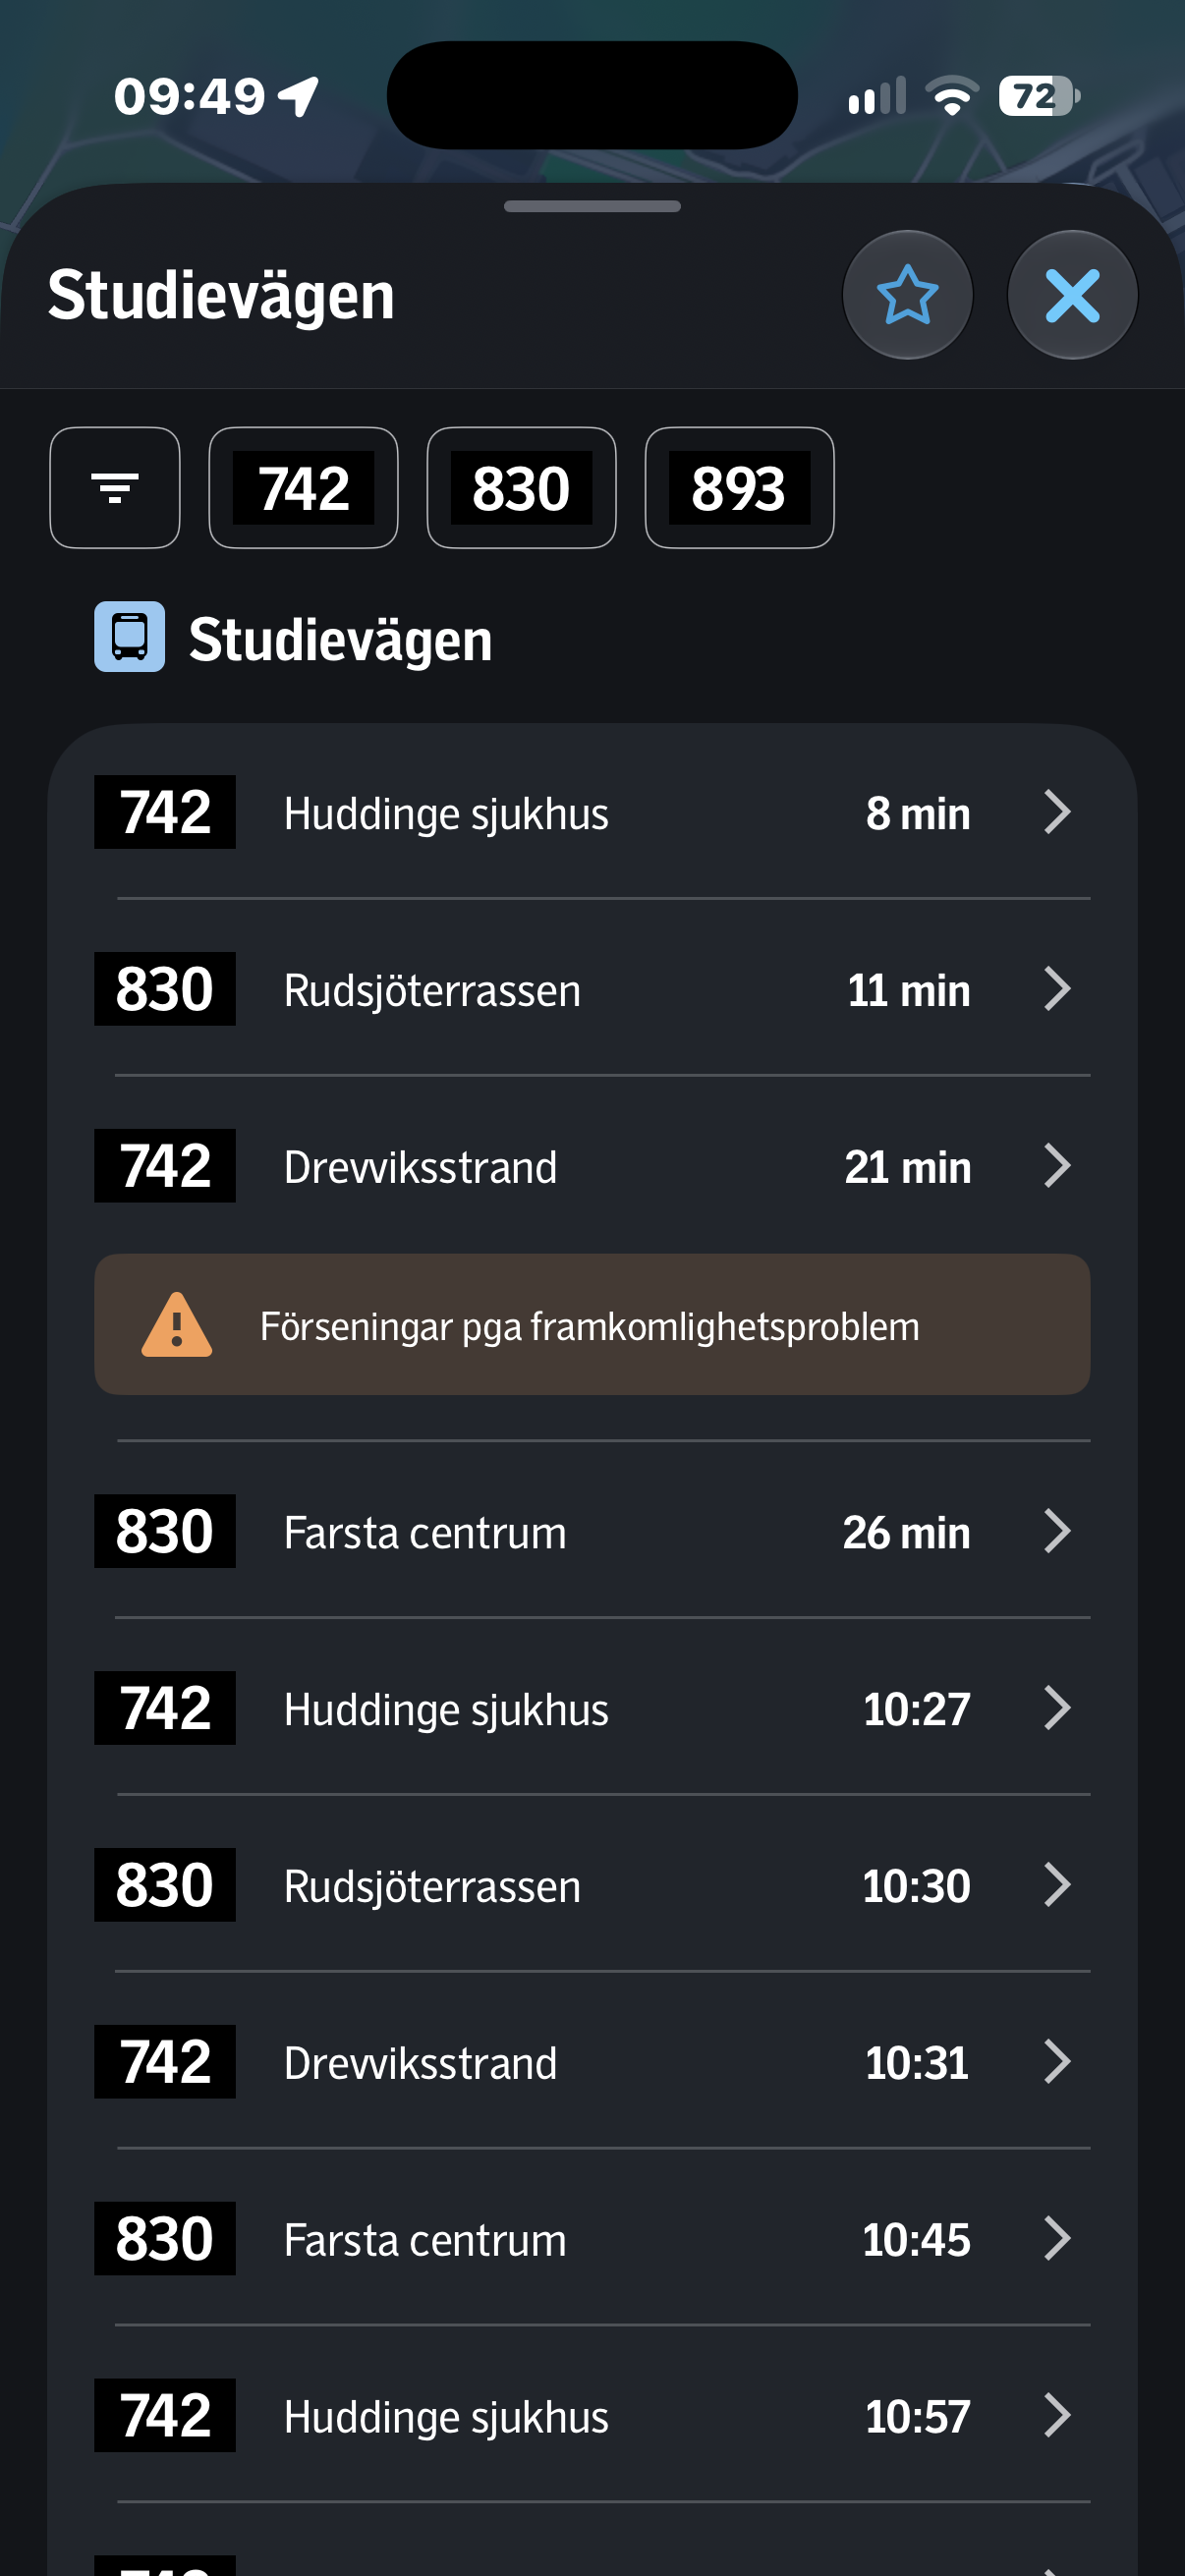 09:49
72
Studievägen
742 830 893
Studievägen
742 Huddinge sjukhus 8 min
830 Rudsjöterrassen 11 min
742 Drevviksstrand 21 min
Förseningar pga framkomlighetsproblem
830 Farsta centrum 26 min
742 Huddinge sjukhus 10:27
830 Rudsjöterrassen 10:30
742 Drevviksstrand 10:31
830 Farsta centrum 10:45
742 Huddinge sjukhus 10:57